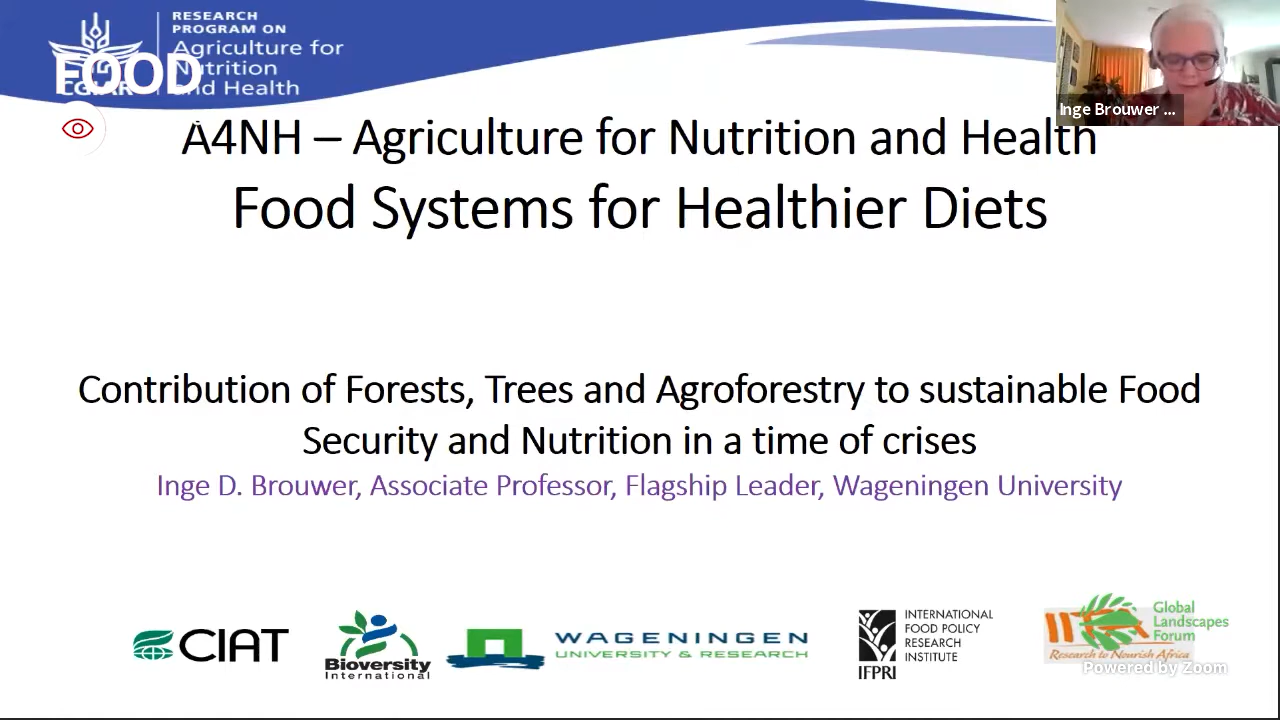 RESEARCH
PROGRAM ON
Agriculture for
Nutrition
and Health
FOOD
CGIAR
Inge Brouwer ...
A4NH – Agriculture for Nutrition and Health
Food Systems for Healthier Diets
Contribution of Forests, Trees and Agroforestry to sustainable Food
Security and Nutrition in a time of crises
Inge D. Brouwer, Associate Professor, Flagship Leader, Wageningen University
CIAT
Bioversity
International
WAGENINGEN
UNIVERSITY & RESEARCH
INTERNATIONAL
FOOD POLICY
RESEARCH
INSTITUTE
IFPRI
Global
Landscapes
Forum
Research to Nourish Africa
Powered by Zoom